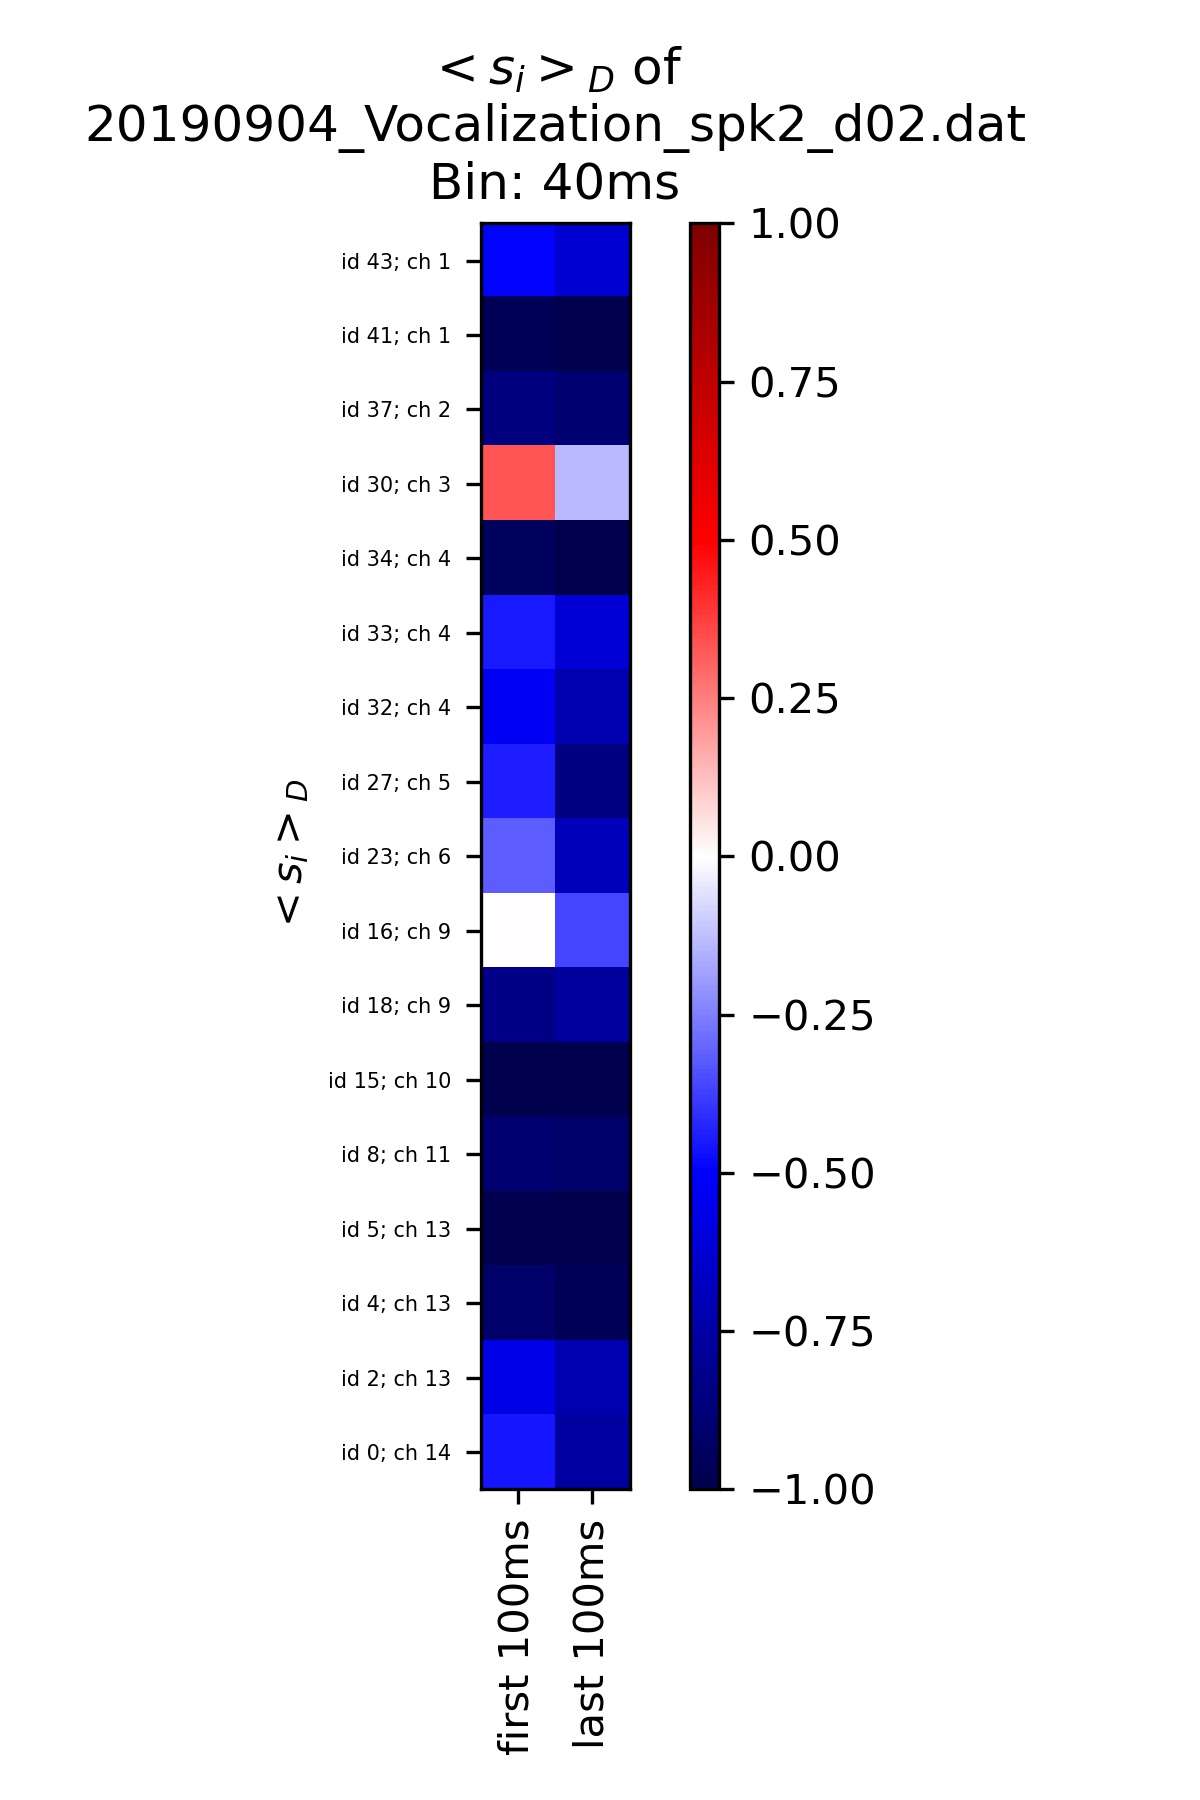 < s_i >_D of
20190904_Vocalization_spk2_d02.dat
Bin: 40ms
< s_i >_D
id 43; ch 1
id 41; ch 1
id 37; ch 2
id 30; ch 3
id 34; ch 4
id 33; ch 4
id 32; ch 4
id 27; ch 5
id 23; ch 6
id 16; ch 9
id 18; ch 9
id 15; ch 10
id 8; ch 11
id 5; ch 13
id 4; ch 13
id 2; ch 13
id 0; ch 14
first 100ms
last 100ms
1.00
0.75
0.50
0.25
0.00
−0.25
−0.50
−0.75
−1.00